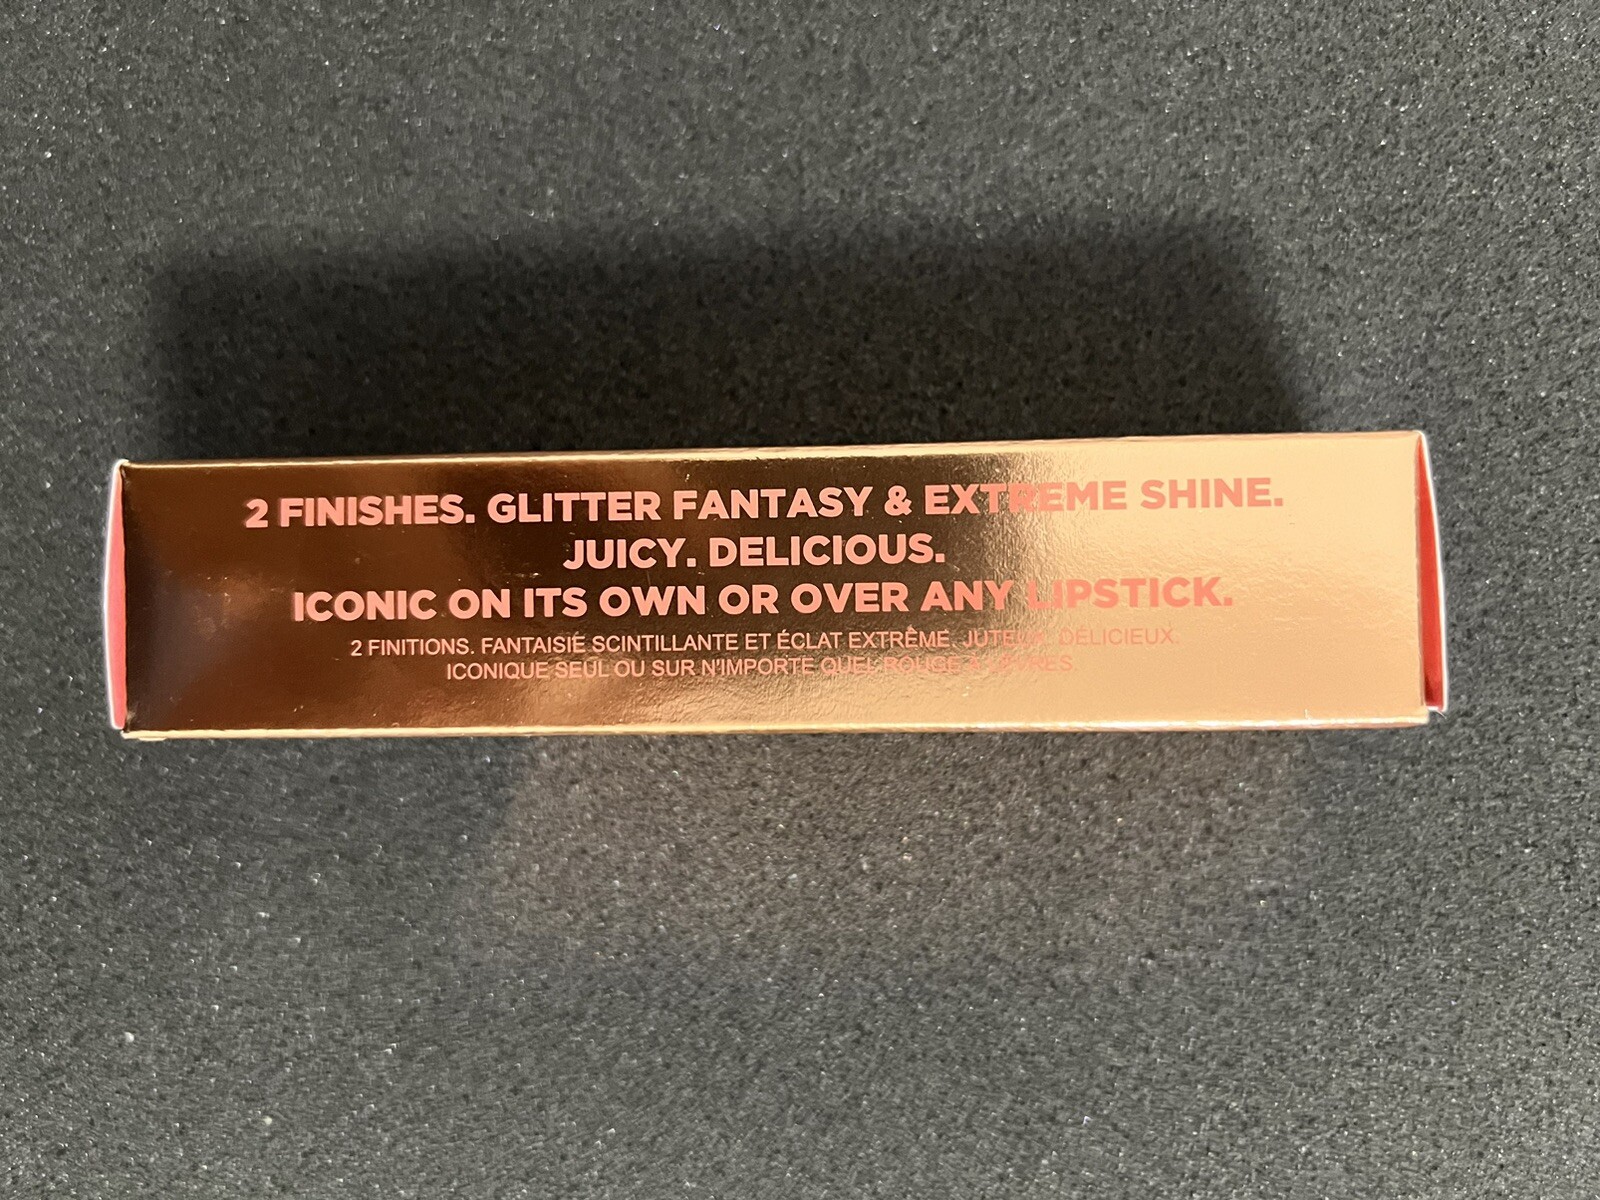 2 FINISHES. GLITTER FANTASY & EXTREME SHINE.
JUICY. DELICIOUS.
ICONIC ON ITS OWN OR OVER ANY LIPSTICK.
2 FINITIONS. FANTAISIE SCINTILLANTE ET ÉCLAT EXTRÊME. JUTEUX. DÉLICIEUX.
ICONIQUE SEUL OU SUR N'IMPORTE QUEL ROUGE À LÈVRES.